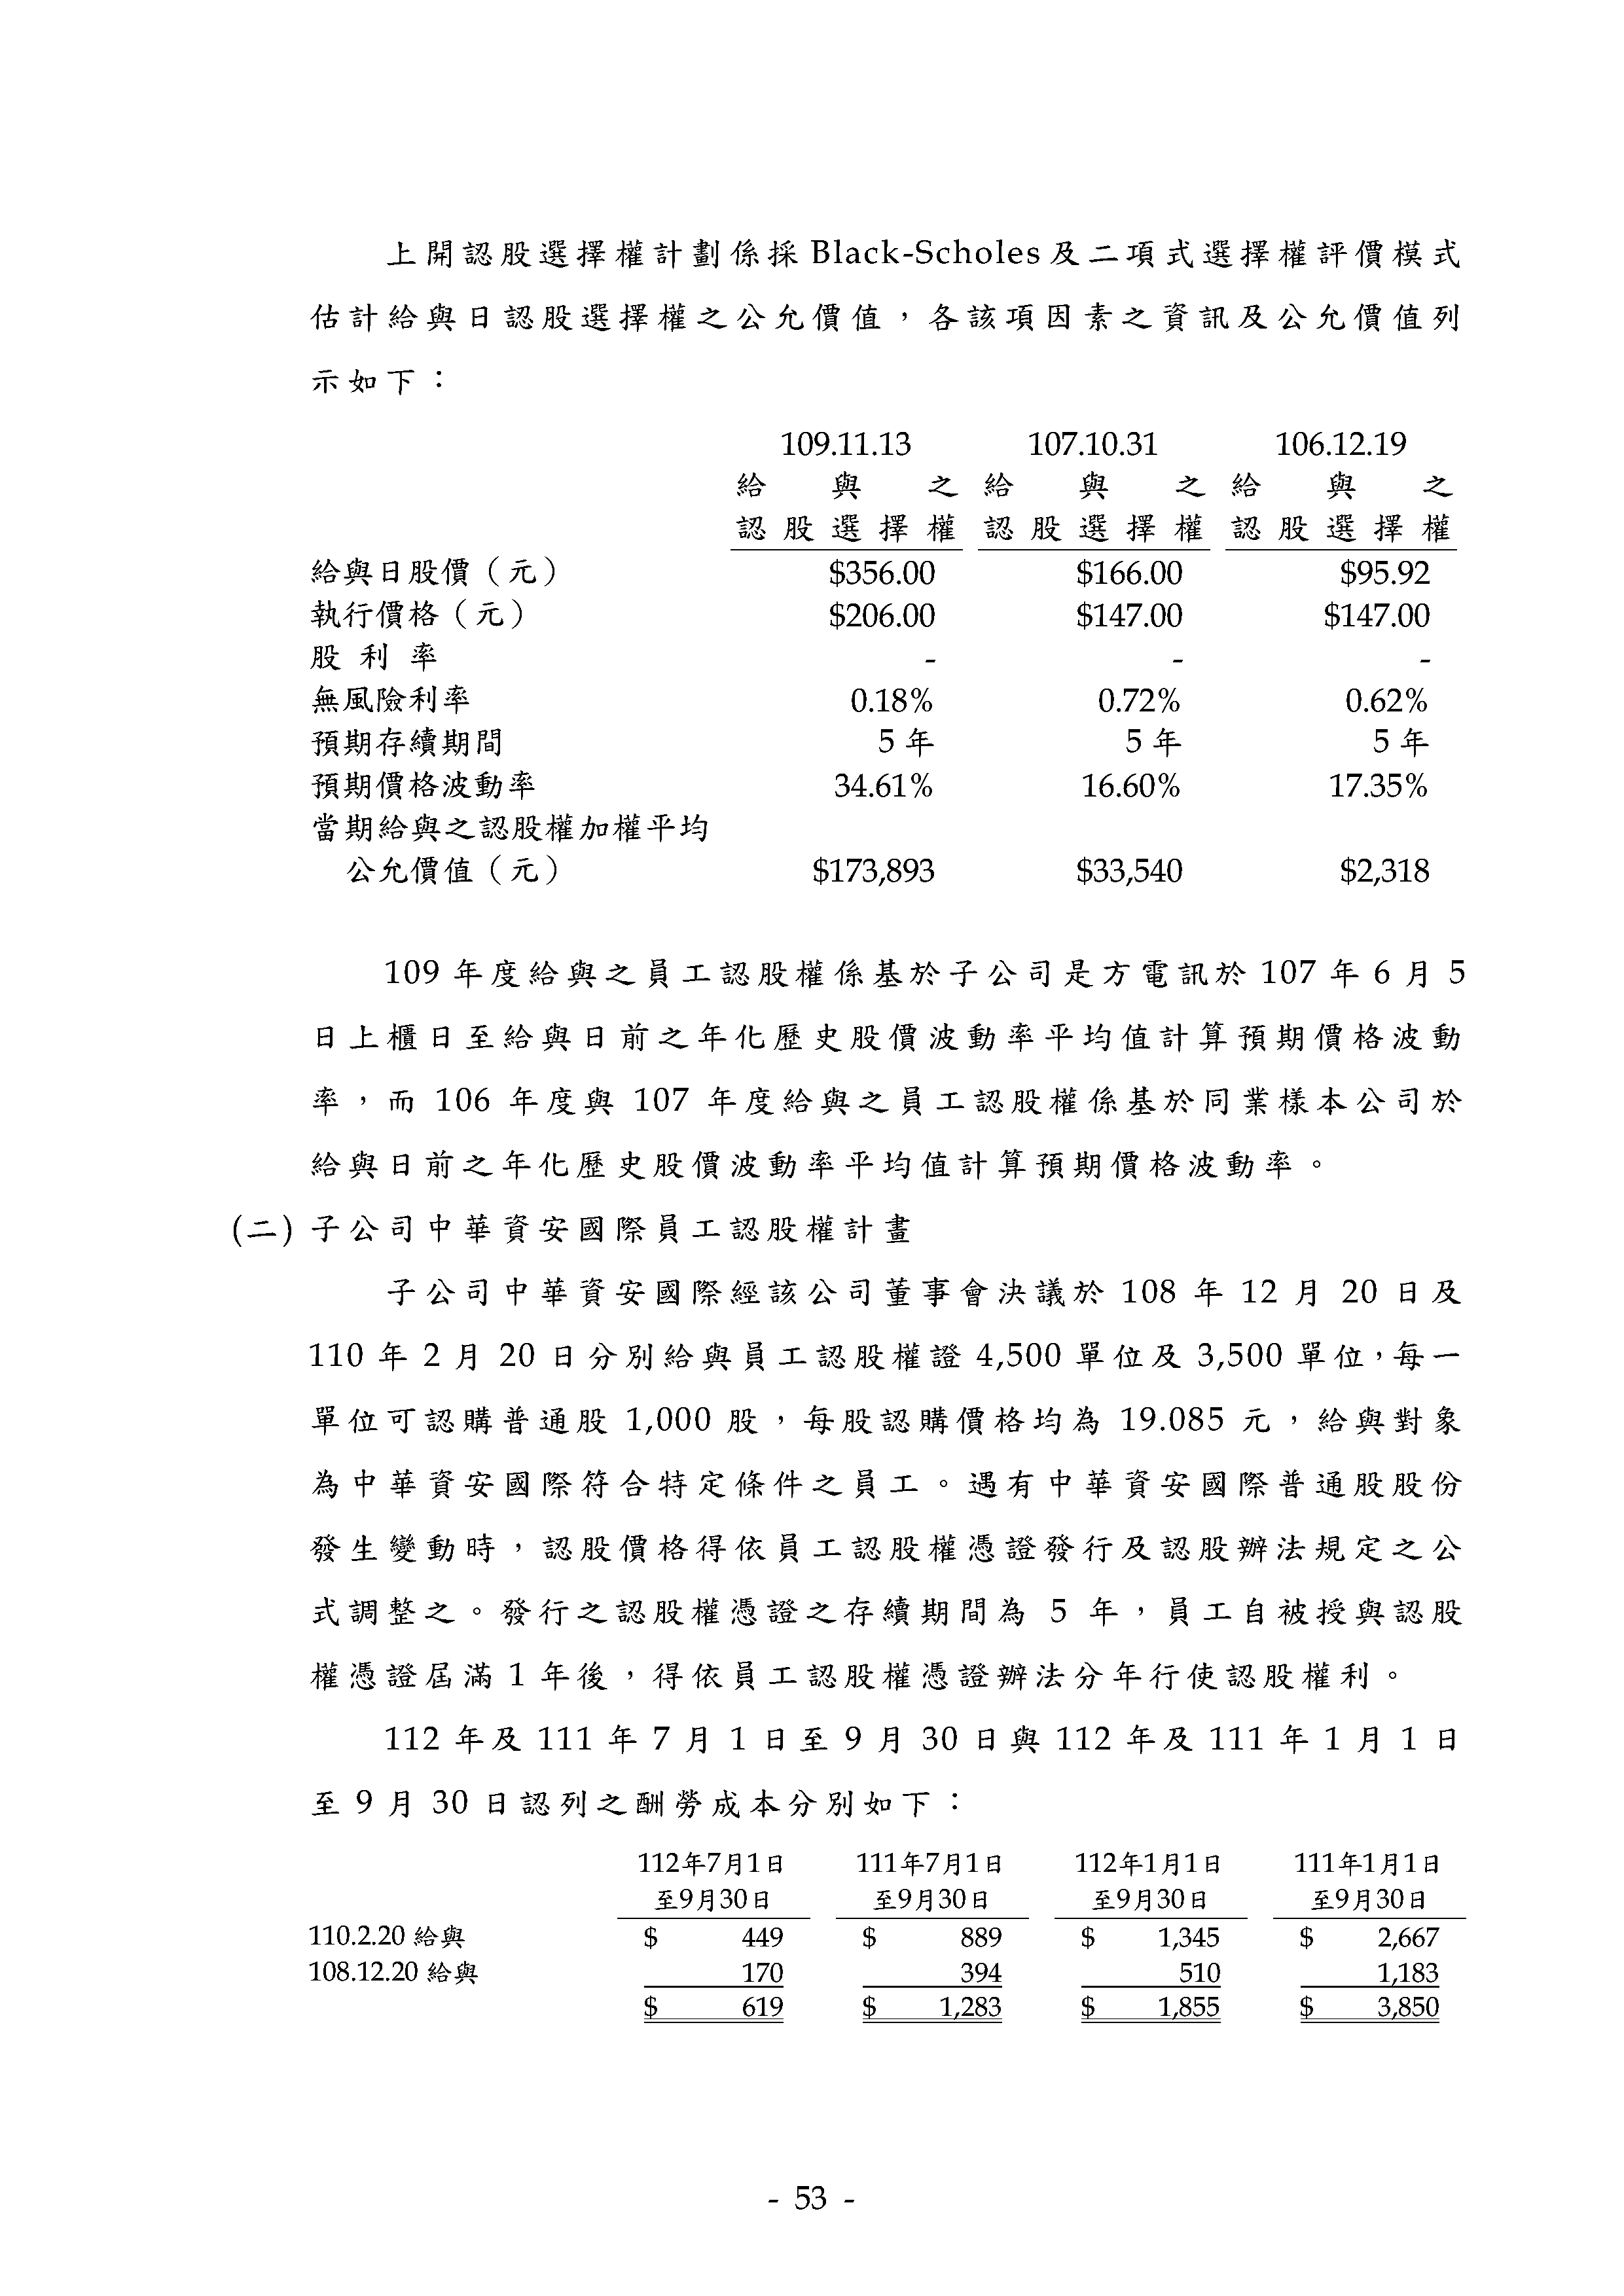 上開認股選擇權計劃係採 Black-Scholes 及二項式選擇權評價模式
估計給與日認股選擇權之公允價值，各該項因素之資訊及公允價值列
示如下：
109.11.13 107.10.31 106.12.19
給與之 給與之 給與之
認股選擇權 認股選擇權 認股選擇權
給與日股價（元） $356.00 $166.00 $95.92
執行價格（元） $206.00 $147.00 $147.00
股利率 - - -
無風險利率 0.18% 0.72% 0.62%
預期存續期間 5 年 5 年 5 年
預期價格波動率 34.61% 16.60% 17.35%
當期給與之認股權加權平均
公允價值（元） $173,893 $33,540 $2,318
109 年度給與之員工認股權係基於子公司是方電訊於 107 年 6 月 5
日上櫃日至給與日前之年化歷史股價波動率平均值計算預期價格波動
率，而 106 年度與 107 年度給與之員工認股權係基於同業樣本公司於
給與日前之年化歷史股價波動率平均值計算預期價格波動率。
(二) 子公司中華資安國際員工認股權計畫
子公司中華資安國際經該公司董事會決議於 108 年 12 月 20 日及
110 年 2 月 20 日分別給與員工認股權證 4,500 單位及 3,500 單位，每一
單位可認購普通股 1,000 股，每股認購價格均為 19.085 元，給與對象
為中華資安國際符合特定條件之員工。遇有中華資安國際普通股股份
發生變動時，認股價格得依員工認股權憑證發行及認股辦法規定之公
式調整之。發行之認股權憑證之存續期間為 5 年，員工自被授與認股
權憑證屆滿 1 年後，得依員工認股權憑證辦法分年行使認股權利。
112 年及 111 年 7 月 1 日至 9 月 30 日與 112 年及 111 年 1 月 1 日
至 9 月 30 日認列之酬勞成本分別如下：
112年7月1日 111年7月1日 112年1月1日 111年1月1日
至9月30日 至9月30日 至9月30日 至9月30日
110.2.20 給與 $ 449 $ 889 $ 1,345 $ 2,667
108.12.20 給與 170 394 510 1,183
$ 619 $ 1,283 $ 1,855 $ 3,850
- 53 -